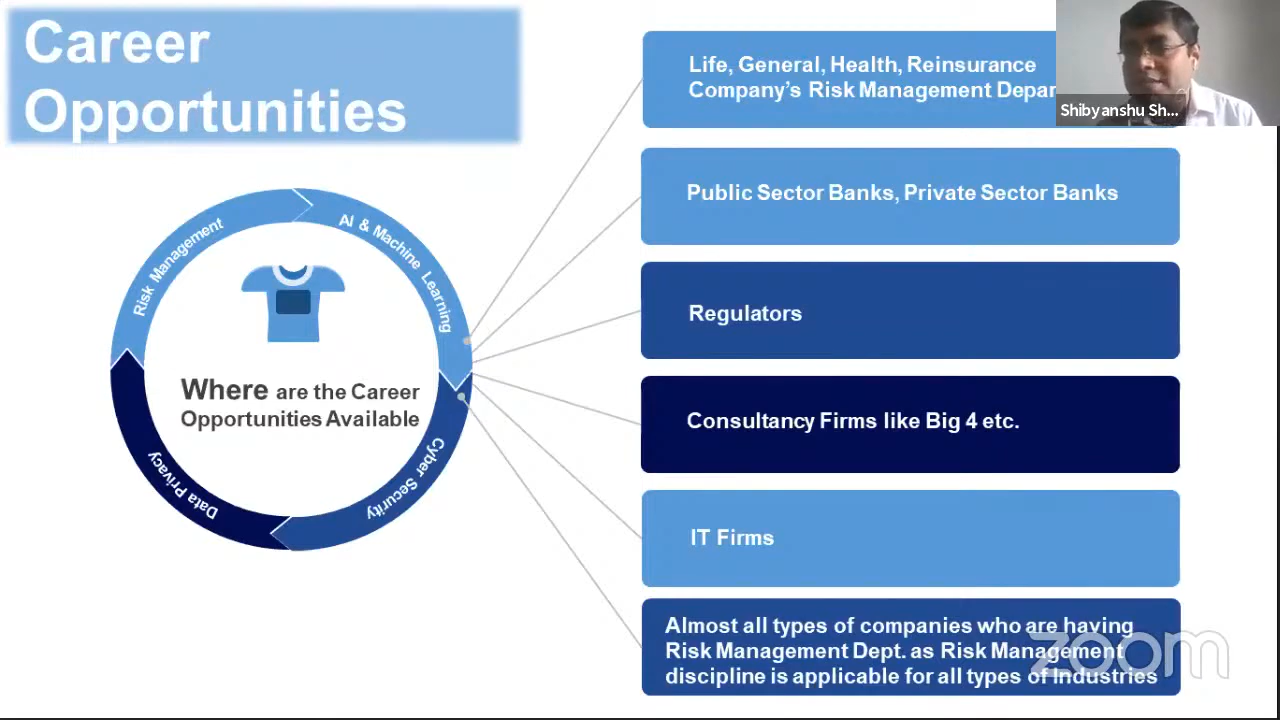 Career
Opportunities
Risk Management
AI & Machine Learning
Cyber Security
Data Privacy
Where are the Career
Opportunities Available
Life, General, Health, Reinsurance
Company's Risk Management
Public Sector Banks, Private Sector Banks
Regulators
Consultancy Firms like Big 4 etc.
IT Firms
Almost all types of companies who are having
Risk Management Dept. as Risk Management
discipline is applicable for all types of Industries
Shibyanshu Sh...
zoom